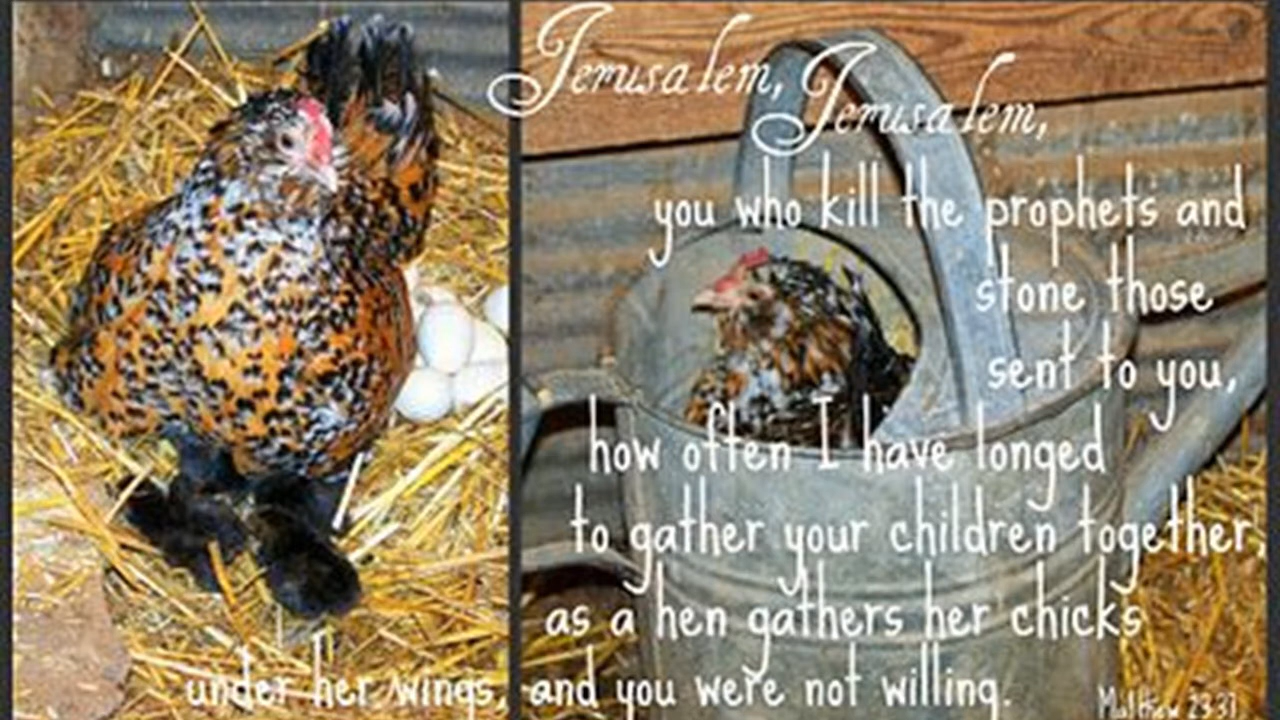 Jerusalem, Jerusalem,
you who kill the prophets and
stone those
sent to you,
how often I have longed
to gather your children together,
as a hen gathers her chicks
under her wings, and you were not willing.
Matthew 23:37